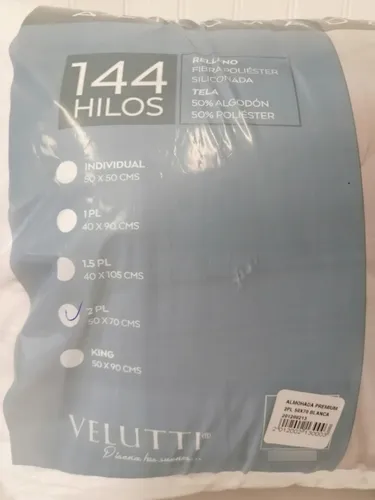 144
HILOS
RELLENO
FIBRA POLIÉSTER
SILICONADA
TELA
50% ALGODÓN
50% POLIÉSTER
INDIVIDUAL
50 X 50 CMS
1 PL
40 X 90 CMS
1.5 PL
40 X 105 CMS
2 PL
50 X 70 CMS
KING
50 X 90 CMS
ALMOHADA PREMIUM
2PL 50X70 BLANCA
VELUTTI®